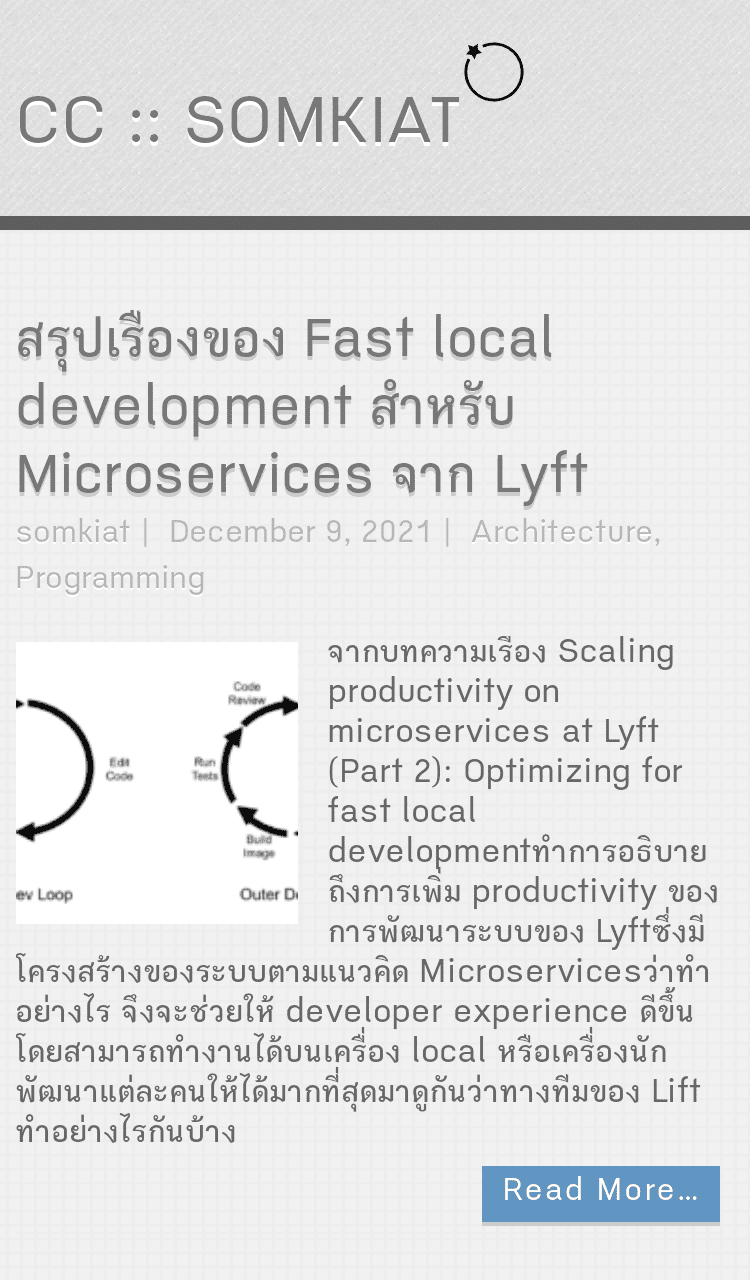 CC :: SOMKIAT
สรุปเรื่องของ Fast local
development สำหรับ
Microservices จาก Lyft
somkiat | December 9, 2021 | Architecture,
Programming
Code
Review
Edit
Code
Run
Tests
Build
Image
ev Loop
Outer De
จากบทความเรื่อง Scaling
productivity on
microservices at Lyft
(Part 2): Optimizing for
fast local
developmentทำการอธิบาย
ถึงการเพิ่ม productivity ของ
การพัฒนาระบบของ Lyftซึ่งมี
โครงสร้างของระบบตามแนวคิด Microservicesว่าทำ
อย่างไร จึงจะช่วยให้ developer experience ดีขึ้น
โดยสามารถทำงานได้บนเครื่อง local หรือเครื่องนัก
พัฒนาแต่ละคนให้ได้มากที่สุดมาดูกันว่าทางทีมของ Lift
ทำอย่างไรกันบ้าง
Read More...